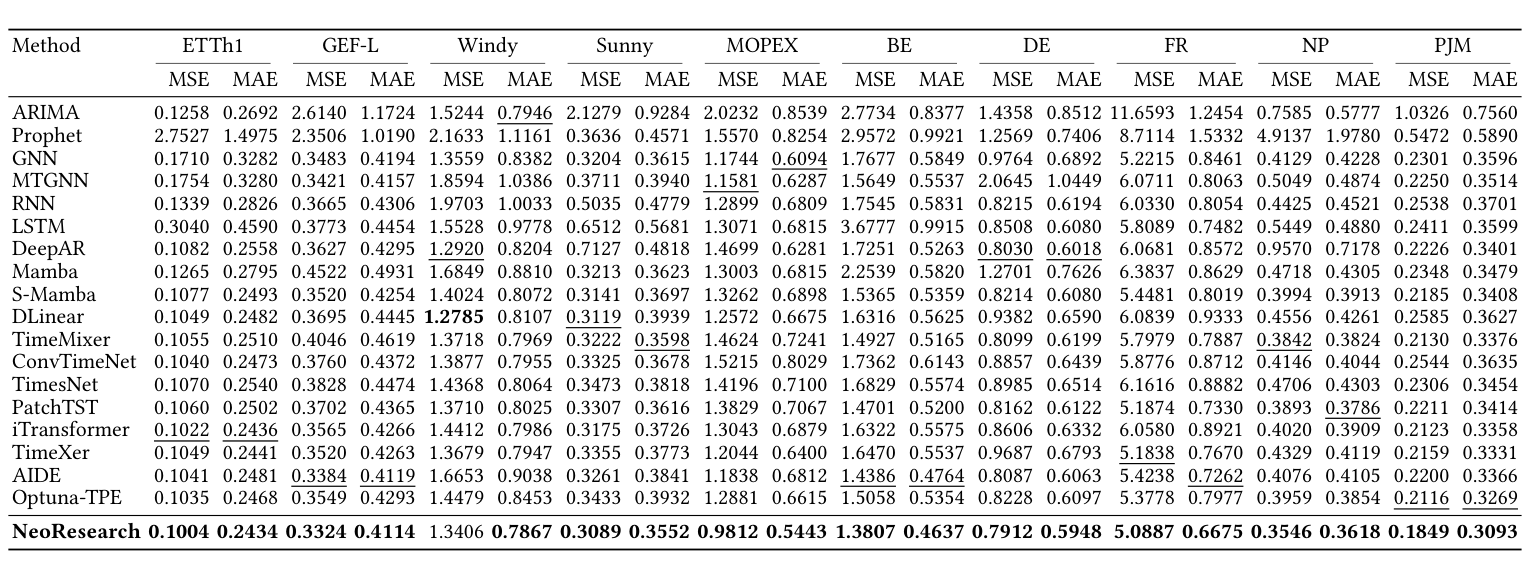 Method ETTh1 GEF-L Windy Sunny MOPEX BE DE FR NP PJM
MSE MAE MSE MAE MSE MAE MSE MAE MSE MAE MSE MAE MSE MAE MSE MAE MSE MAE MSE MAE
ARIMA 0.1258 0.2692 2.6140 1.1724 1.5244 0.7946 2.1279 0.9284 2.0232 0.8539 2.7734 0.8377 1.4358 0.8512 11.6593 1.2454 0.7585 0.5777 1.0326 0.7560
Prophet 2.7527 1.4975 2.3506 1.0190 2.1633 1.1161 0.3636 0.4571 1.5570 0.8254 2.9572 0.9921 1.2569 0.7406 8.7114 1.5332 4.9137 1.9780 0.5472 0.5890
GNN 0.1710 0.3282 0.3483 0.4194 1.3559 0.8382 0.3204 0.3615 1.1744 0.6094 1.7677 0.5849 0.9764 0.6892 5.2215 0.8461 0.4129 0.4228 0.2301 0.3596
MTGNN 0.1754 0.3280 0.3421 0.4157 1.8594 1.0386 0.3711 0.3940 1.1581 0.6287 1.5649 0.5537 2.0645 1.0449 6.0711 0.8063 0.5049 0.4874 0.2250 0.3514
RNN 0.1339 0.2826 0.3665 0.4306 1.9703 1.0033 0.5035 0.4779 1.2899 0.6809 1.7545 0.5831 0.8215 0.6194 6.0330 0.8054 0.4425 0.4521 0.2538 0.3701
LSTM 0.3040 0.4590 0.3773 0.4454 1.5528 0.9778 0.6512 0.5681 1.3071 0.6815 3.6777 0.9915 0.8508 0.6080 5.8089 0.7482 0.5449 0.4880 0.2411 0.3599
DeepAR 0.1082 0.2558 0.3627 0.4295 1.2920 0.8204 0.7127 0.4818 1.4699 0.6281 1.7251 0.5263 0.8030 0.6018 6.0681 0.8572 0.9570 0.7178 0.2226 0.3401
Mamba 0.1265 0.2795 0.4522 0.4931 1.6849 0.8810 0.3213 0.3623 1.3003 0.6815 2.2539 0.5820 1.2701 0.7626 6.3837 0.8629 0.4718 0.4305 0.2348 0.3479
S-Mamba 0.1077 0.2493 0.3520 0.4254 1.4024 0.8072 0.3141 0.3697 1.3262 0.6898 1.5365 0.5359 0.8214 0.6080 5.4481 0.8019 0.3994 0.3913 0.2185 0.3408
DLinear 0.1049 0.2482 0.3695 0.4445 1.2785 0.8107 0.3119 0.3939 1.2572 0.6675 1.6316 0.5625 0.9382 0.6590 6.0839 0.9333 0.4556 0.4261 0.2585 0.3627
TimeMixer 0.1055 0.2510 0.4046 0.4619 1.3718 0.7969 0.3222 0.3598 1.4624 0.7241 1.4927 0.5165 0.8099 0.6199 5.7979 0.7887 0.3842 0.3824 0.2130 0.3376
ConvTimeNet 0.1040 0.2473 0.3760 0.4372 1.3877 0.7955 0.3325 0.3678 1.5215 0.8029 1.7362 0.6143 0.8857 0.6439 5.8776 0.8712 0.4146 0.4044 0.2544 0.3635
TimesNet 0.1070 0.2540 0.3828 0.4474 1.4368 0.8064 0.3473 0.3818 1.4196 0.7100 1.6829 0.5574 0.8985 0.6514 6.1616 0.8882 0.4706 0.4303 0.2306 0.3454
PatchTST 0.1060 0.2502 0.3702 0.4365 1.3710 0.8025 0.3307 0.3616 1.3829 0.7067 1.4701 0.5200 0.8162 0.6122 5.1874 0.7330 0.3893 0.3786 0.2211 0.3414
iTransformer 0.1022 0.2436 0.3565 0.4266 1.4412 0.7986 0.3175 0.3726 1.3043 0.6879 1.6322 0.5575 0.8606 0.6332 6.0580 0.8921 0.4020 0.3909 0.2123 0.3358
TimeXer 0.1049 0.2441 0.3520 0.4263 1.3679 0.7947 0.3355 0.3773 1.2044 0.6400 1.6470 0.5537 0.9687 0.6793 5.1838 0.7670 0.4329 0.4119 0.2159 0.3331
AIDE 0.1041 0.2481 0.3384 0.4119 1.6653 0.9038 0.3261 0.3841 1.1838 0.6812 1.4386 0.4764 0.8087 0.6063 5.4238 0.7262 0.4076 0.4105 0.2200 0.3366
Optuna-TPE 0.1035 0.2468 0.3549 0.4293 1.4479 0.8453 0.3433 0.3932 1.2881 0.6615 1.5058 0.5354 0.8228 0.6097 5.3778 0.7977 0.3959 0.3854 0.2116 0.3269
NeoResearch 0.1004 0.2434 0.3324 0.4114 1.3406 0.7867 0.3089 0.3552 0.9812 0.5443 1.3807 0.4637 0.7912 0.5948 5.0887 0.6675 0.3546 0.3618 0.1849 0.3093